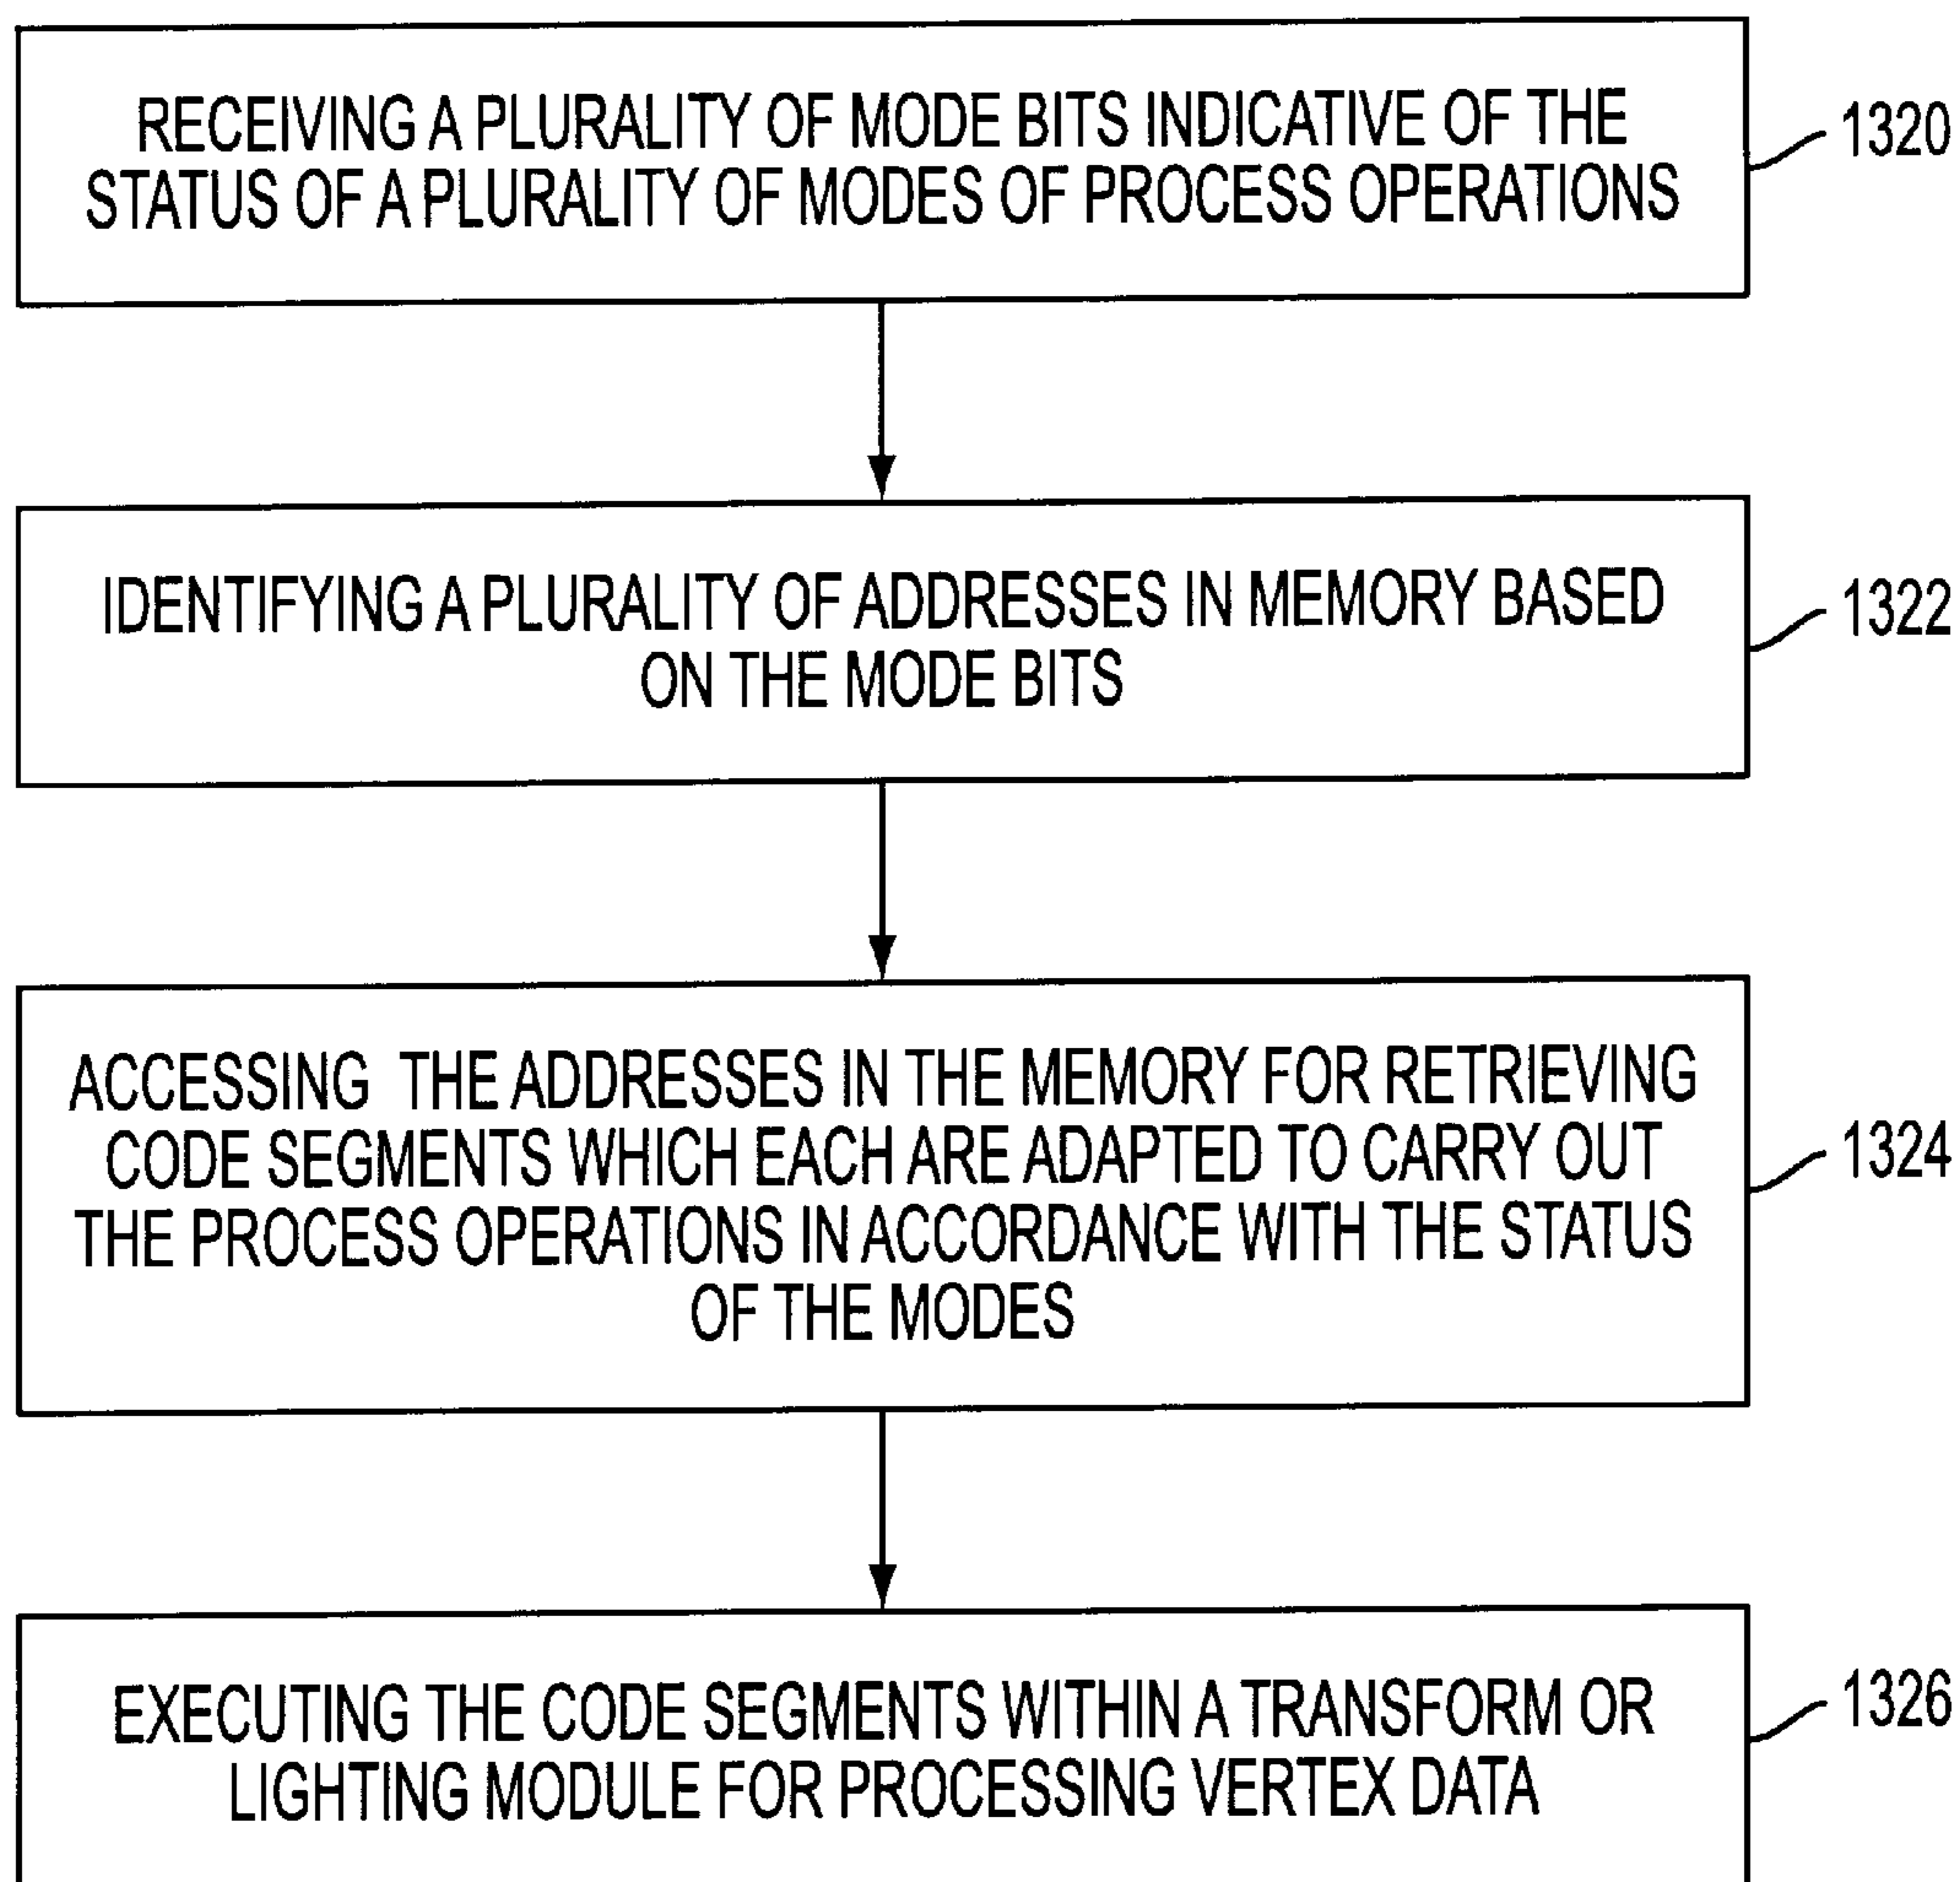 RECEIVING A PLURALITY OF MODE BITS INDICATIVE OF THE
STATUS OF A PLURALITY OF MODES OF PROCESS OPERATIONS
1320
IDENTIFYING A PLURALITY OF ADDRESSES IN MEMORY BASED
ON THE MODE BITS
1322
ACCESSING THE ADDRESSES IN THE MEMORY FOR RETRIEVING
CODE SEGMENTS WHICH EACH ARE ADAPTED TO CARRY OUT
THE PROCESS OPERATIONS IN ACCORDANCE WITH THE STATUS
OF THE MODES
1324
EXECUTING THE CODE SEGMENTS WITHIN A TRANSFORM OR
LIGHTING MODULE FOR PROCESSING VERTEX DATA
1326